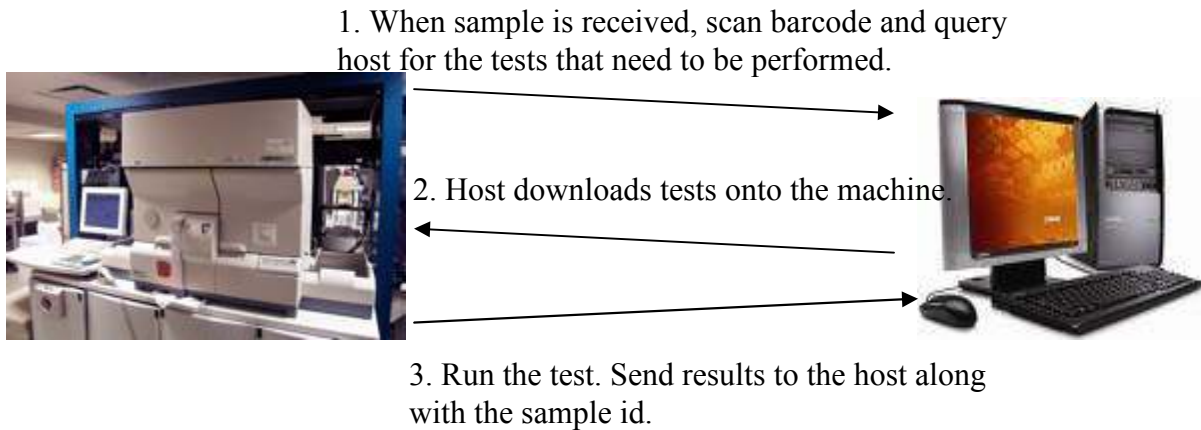 1. When sample is received, scan barcode and query
host for the tests that need to be performed.
2. Host downloads tests onto the machine.
3. Run the test. Send results to the host along
with the sample id.